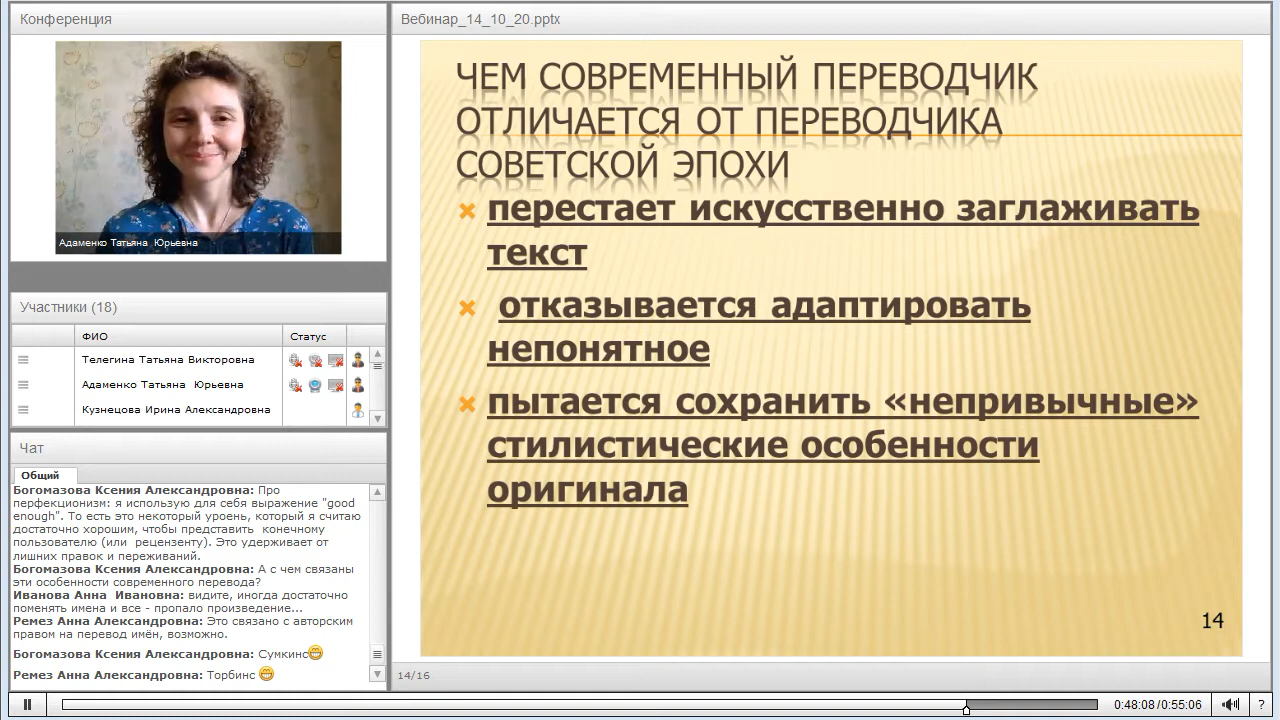 Конференция
Адаменко Татьяна  Юрьевна
Участники (18)
ФИО
Статус
Телегина Татьяна Викторовна
Адаменко Татьяна  Юрьевна
Кузнецова Ирина Александровна
Чат
Общий
Богомазова Ксения Александровна: Про
перфекционизм: я использую для себя выражение "good
enough". То есть это некоторый уроень, который я считаю
достаточно хорошим, чтобы представить  конечному
пользователю (или  рецензенту). Это удерживает от
лишних правок и переживаний.
Богомазова Ксения Александровна: А с чем связаны
эти особенности современного перевода?
Иванова Анна  Ивановна: видите, иногда достаточно
поменять имена и все - пропало произведение...
Ремез Анна Александровна: Это связано с авторским
правом на перевод имён, возможно.
Богомазова Ксения Александровна: Сумкинс
Ремез Анна Александровна: Торбинс
Вебинар_14_10_20.pptx
ЧЕМ СОВРЕМЕННЫЙ ПЕРЕВОДЧИК
ОТЛИЧАЕТСЯ ОТ ПЕРЕВОДЧИКА
СОВЕТСКОЙ ЭПОХИ
перестает искусственно заглаживать
текст
отказывается адаптировать
непонятное
пытается сохранить «непривычные»
стилистические особенности
оригинала
14
14/16
0:48:08/0:55:06
?